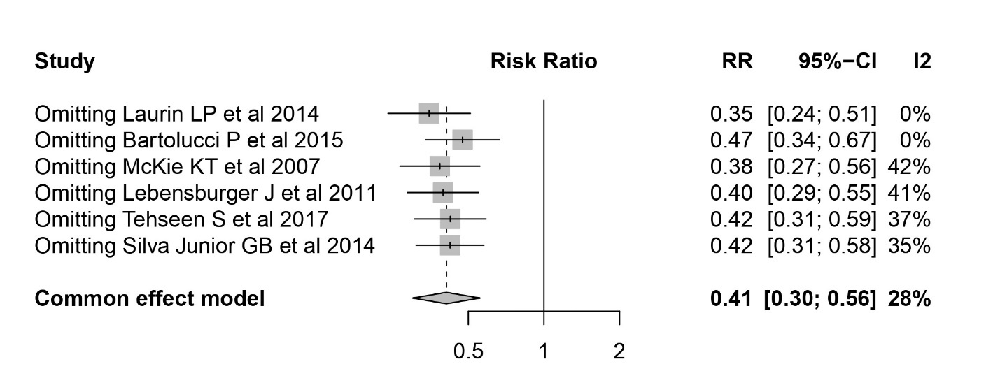 Study Risk Ratio RR 95%−CI I2
Omitting Laurin LP et al 2014 0.35 [0.24; 0.51] 0%
Omitting Bartolucci P et al 2015 0.47 [0.34; 0.67] 0%
Omitting McKie KT et al 2007 0.38 [0.27; 0.56] 42%
Omitting Lebensburger J et al 2011 0.40 [0.29; 0.55] 41%
Omitting Tehseen S et al 2017 0.42 [0.31; 0.59] 37%
Omitting Silva Junior GB et al 2014 0.42 [0.31; 0.58] 35%
Common effect model 0.41 [0.30; 0.56] 28%
0.5 1 2